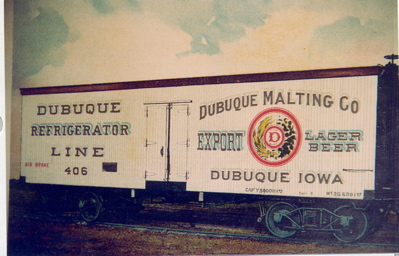 DUBUQUE
REFRIGERATOR
LINE
406
AIR BRAKE
DUBUQUE MALTING CO
EXPORT D LAGER
BEER
DUBUQUE IOWA